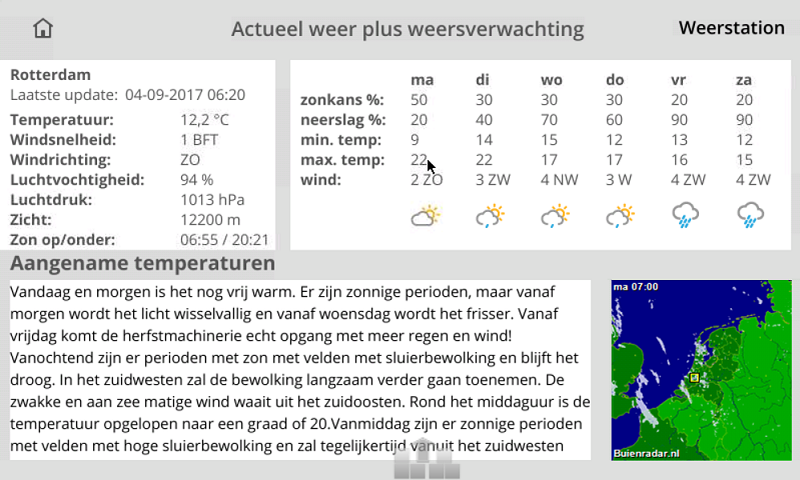 Actueel weer plus weersverwachting
Weerstation
Rotterdam
Laatste update: 04-09-2017 06:20
Temperatuur: 12,2 °C
Windsnelheid: 1 BFT
Windrichting: ZO
Luchtvochtigheid: 94 %
Luchtdruk: 1013 hPa
Zicht: 12200 m
Zon op/onder: 06:55 / 20:21
ma di wo do vr za
zonkans %: 50 30 30 30 20 20
neerslag %: 20 40 70 60 90 90
min. temp: 9 14 15 12 13 12
max. temp: 22 22 17 17 16 15
wind: 2 ZO 3 ZW 4 NW 3 W 4 ZW 4 ZW
Aangename temperaturen
Vandaag en morgen is het nog vrij warm. Er zijn zonnige perioden, maar vanaf
morgen wordt het licht wisselvallig en vanaf woensdag wordt het frisser. Vanaf
vrijdag komt de herfstmachinerie echt opgang met meer regen en wind!
Vanochtend zijn er perioden met zon met velden met sluierbewolking en blijft het
droog. In het zuidwesten zal de bewolking langzaam verder gaan toenemen. De
zwakke en aan zee matige wind waait uit het zuidoosten. Rond het middaguur is de
temperatuur opgelopen naar een graad of 20.Vanmiddag zijn er zonnige perioden
met velden met hoge sluierbewolking en zal tegelijkertijd vanuit het zuidwesten
ma 07:00
Buienradar.nl